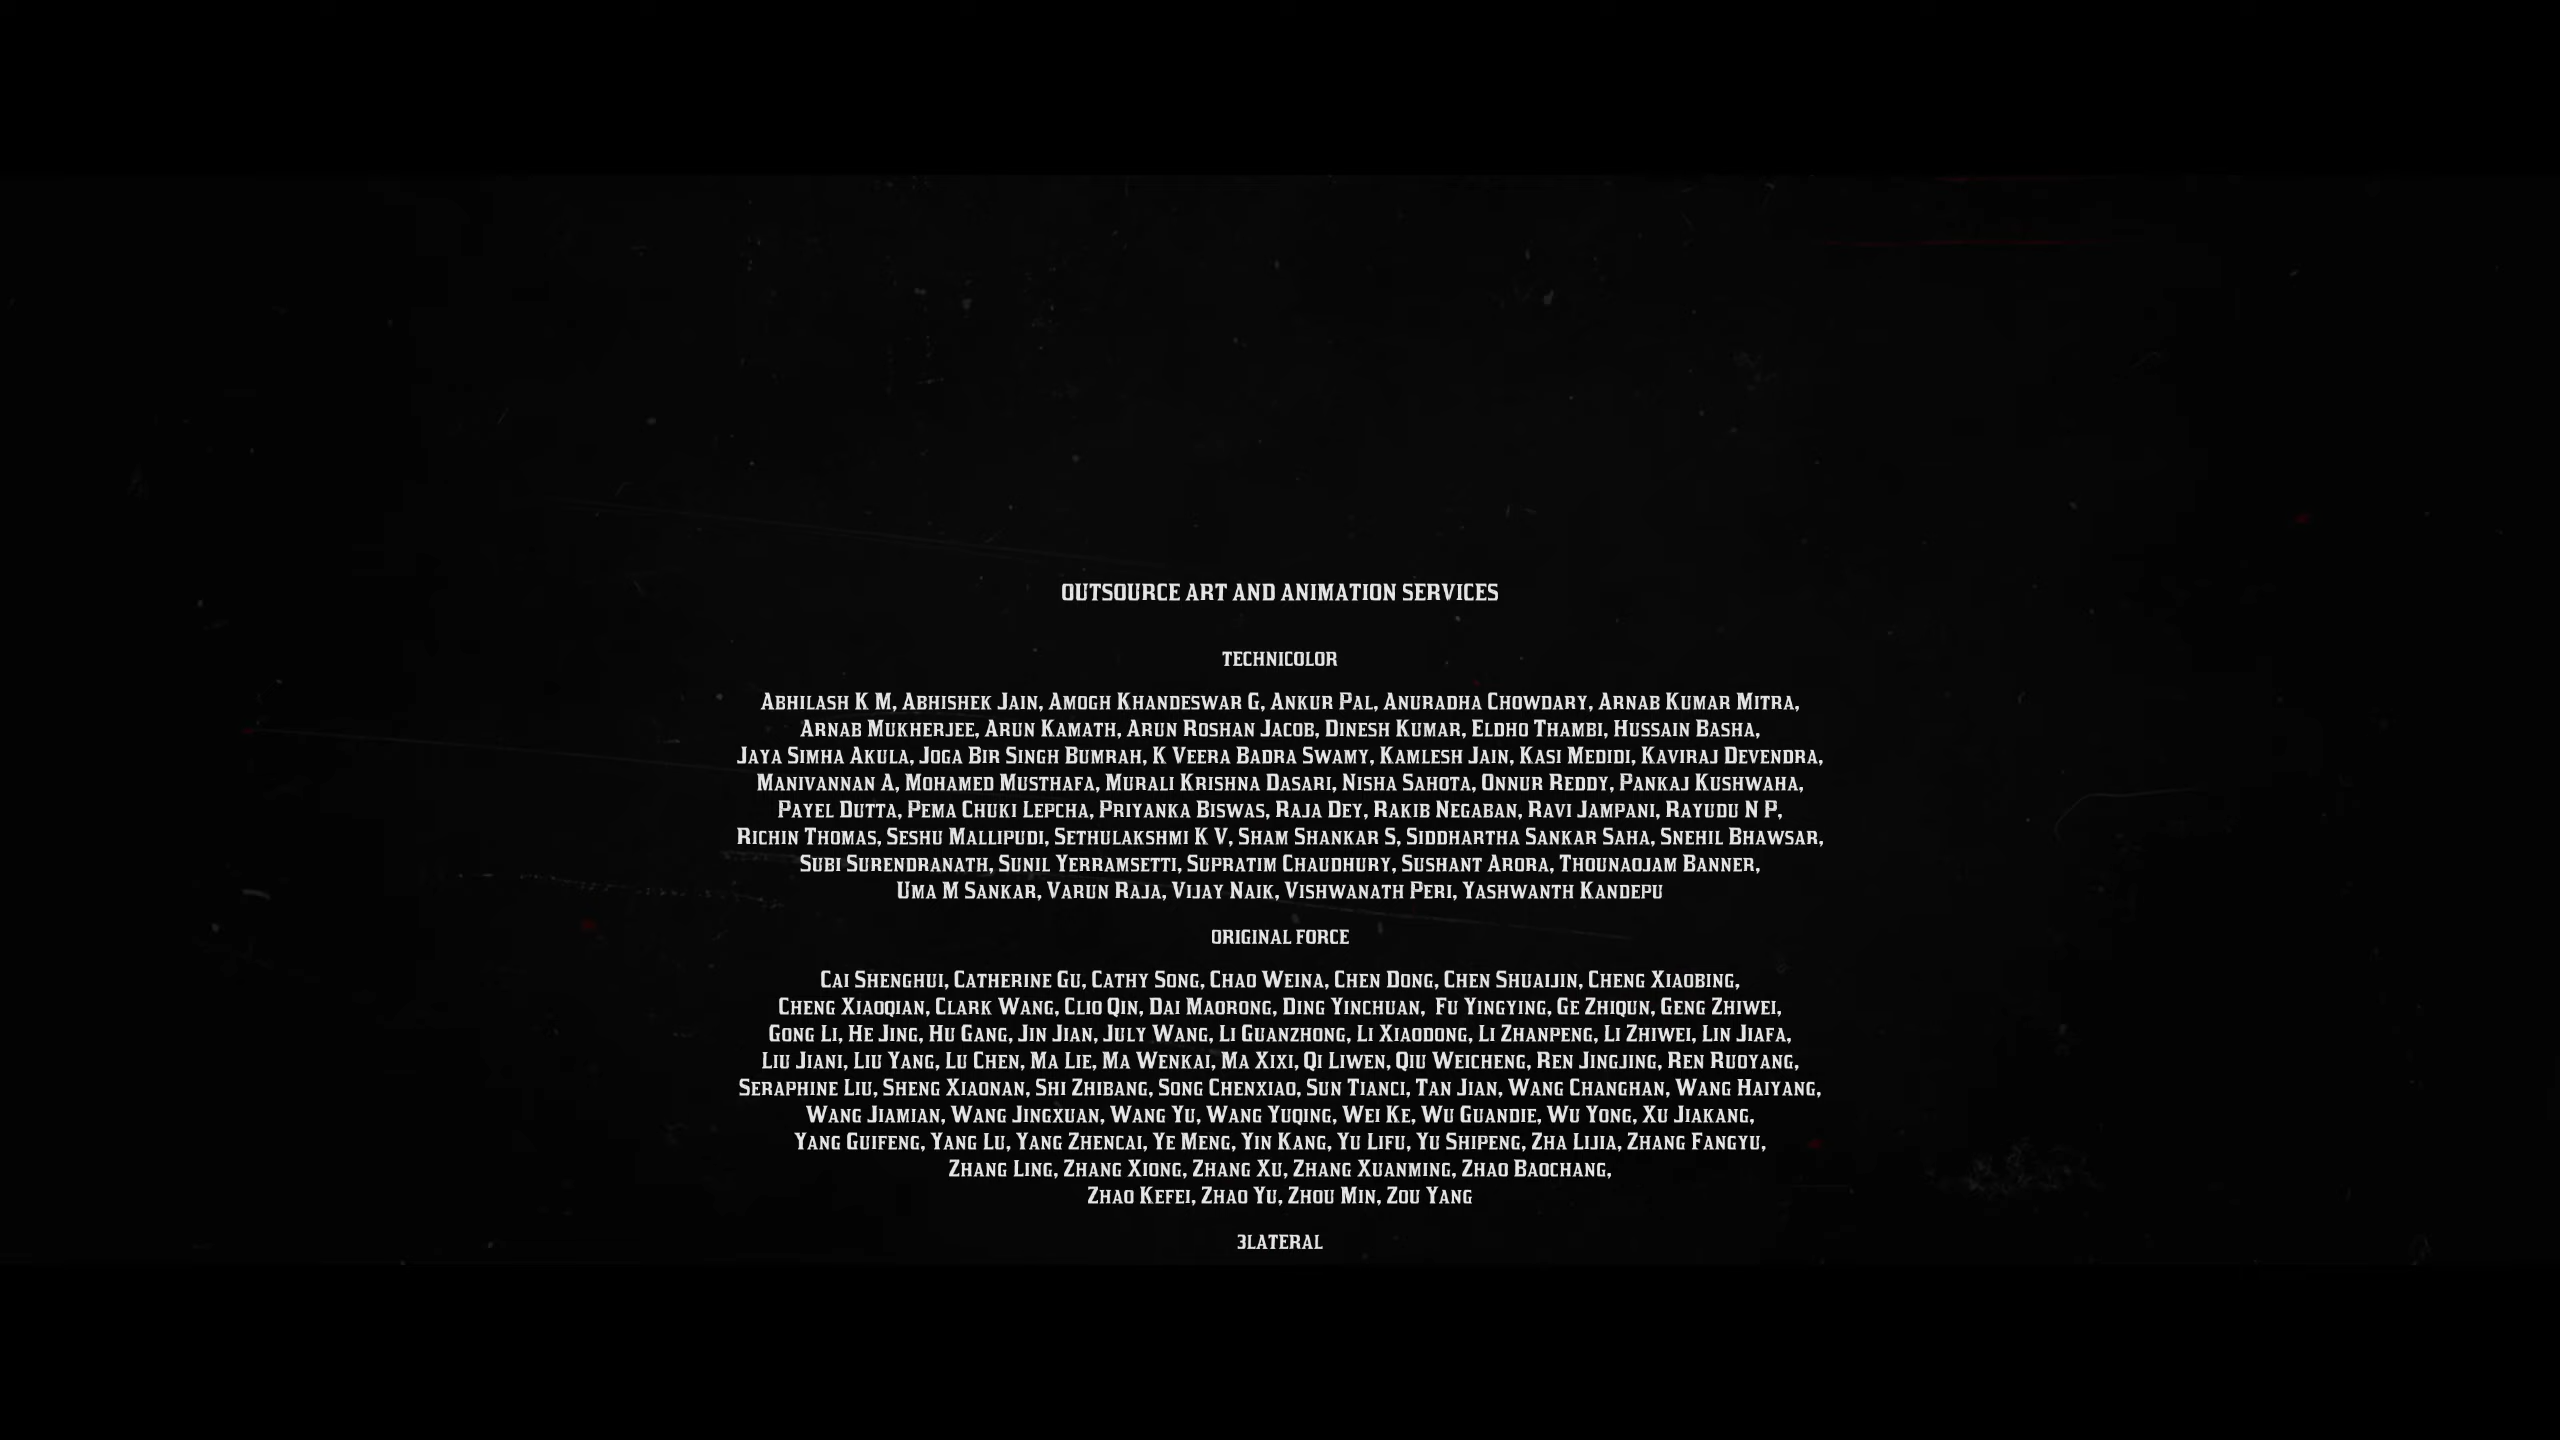 OUTSOURCE ART AND ANIMATION SERVICES
TECHNICOLOR
ABHILASH K M, ABHISHEK JAIN, AMOGH KHANDESWAR G, ANKUR PAL, ANURADHA CHOWDARY, ARNAB KUMAR MITRA,
ARNAB MUKHERJEE, ARUN KAMATH, ARUN ROSHAN JACOB, DINESH KUMAR, ELDHO THAMBI, HUSSAIN BASHA,
JAYA SIMHA AKULA, JOGA BIR SINGH BUMRAH, K VEERA BADRA SWAMY, KAMLESH JAIN, KASI MEDIDI, KAVIRAJ DEVENDRA,
MANIVANNAN A, MOHAMED MUSTHAFA, MURALI KRISHNA DASARI, NISHA SAHOTA, ONNUR REDDY, PANKAJ KUSHWAHA,
PAYEL DUTTA, PEMA CHUKI LEPCHA, PRIYANKA BISWAS, RAJA DEY, RAKIB NEGABAN, RAVI JAMPANI, RAYUDU N P,
RICHIN THOMAS, SESHU MALLIPUDI, SETHULAKSHMI K V, SHAM SHANKAR S, SIDDHARTHA SANKAR SAHA, SNEHIL BHAWSAR,
SUBI SURENDRANATH, SUNIL YERRAMSETTI, SUPRATIM CHAUDHURY, SUSHANT ARORA, THOUNAOJAM BANNER,
UMA M SANKAR, VARUN RAJA, VIJAY NAIK, VISHWANATH PERI, YASHWANTH KANDEPU
ORIGINAL FORCE
CAI SHENGHUI, CATHERINE GU, CATHY SONG, CHAO WEINA, CHEN DONG, CHEN SHUAIJIN, CHENG XIAOBING,
CHENG XIAOQIAN, CLARK WANG, CLIO QIN, DAI MAORONG, DING YINCHUAN, FU YINGYING, GE ZHIQUN, GENG ZHIWEI,
GONG LI, HE JING, HU GANG, JIN JIAN, JULY WANG, LI GUANZHONG, LI XIAODONG, LI ZHANPENG, LI ZHIWEI, LIN JIAFA,
LIU JIANI, LIU YANG, LU CHEN, MA LIE, MA WENKAI, MA XIXI, QI LIWEN, QIU WEICHENG, REN JINGJING, REN RUOYANG,
SERAPHINE LIU, SHENG XIAONAN, SHI ZHIBANG, SONG CHENXIAO, SUN TIANCI, TAN JIAN, WANG CHANGHAN, WANG HAIYANG,
WANG JIAMIAN, WANG JINGXUAN, WANG YU, WANG YUQING, WEI KE, WU GUANDIE, WU YONG, XU JIAKANG,
YANG GUIFENG, YANG LU, YANG ZHENCAI, YE MENG, YIN KANG, YU LIFU, YU SHIPENG, ZHA LIJIA, ZHANG FANGYU,
ZHANG LING, ZHANG XIONG, ZHANG XU, ZHANG XUANMING, ZHAO BAOCHANG,
ZHAO KEFEI, ZHAO YU, ZHOU MIN, ZOU YANG
3LATERAL